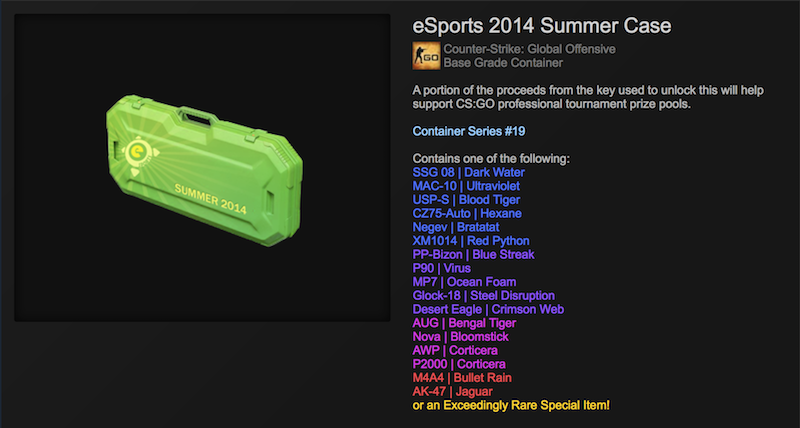 eSports 2014 Summer Case
GO
Counter-Strike: Global Offensive
Base Grade Container
A portion of the proceeds from the key used to unlock this will help
support CS:GO professional tournament prize pools.
Container Series #19
Contains one of the following:
SSG 08 | Dark Water
MAC-10 | Ultraviolet
USP-S | Blood Tiger
CZ75-Auto | Hexane
Negev | Bratatat
XM1014 | Red Python
PP-Bizon | Blue Streak
P90 | Virus
MP7 | Ocean Foam
Glock-18 | Steel Disruption
Desert Eagle | Crimson Web
AUG | Bengal Tiger
Nova | Bloomstick
AWP | Corticera
P2000 | Corticera
M4A4 | Bullet Rain
AK-47 | Jaguar
or an Exceedingly Rare Special Item!
e
SUMMER 2014